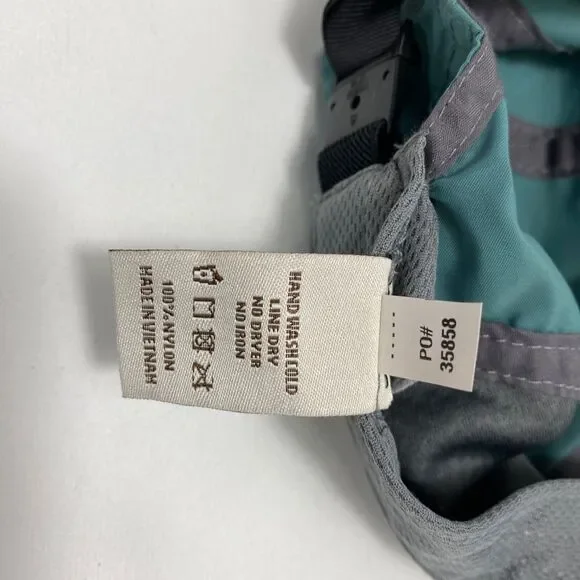 HAND WASH COLD
LINE DRY
NO DRYER
NO IRON
100% NYLON
MADE IN VIETNAM
PO#
35858